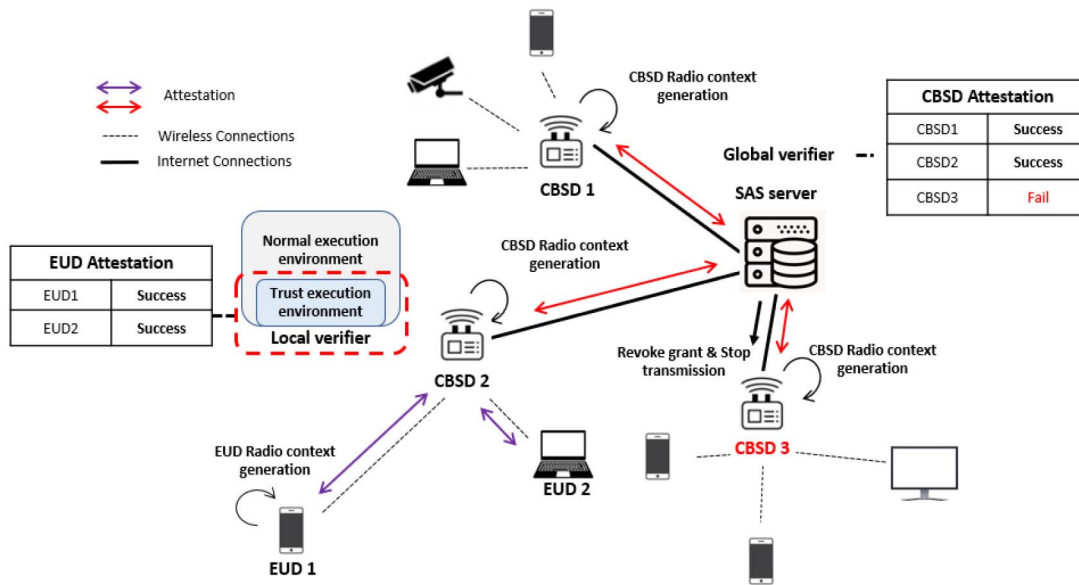 Attestation
Wireless Connections
Internet Connections
CBSD Radio context
generation
CBSD 1
Global verifier
SAS server
CBSD Attestation
CBSD1 Success
CBSD2 Success
CBSD3 Fail
EUD Attestation
EUD1 Success
EUD2 Success
Normal execution
environment
Trust execution
environment
Local verifier
CBSD Radio context
generation
CBSD 2
Revoke grant & Stop
transmission
CBSD Radio context
generation
CBSD 3
EUD Radio context
generation
EUD 1
EUD 2